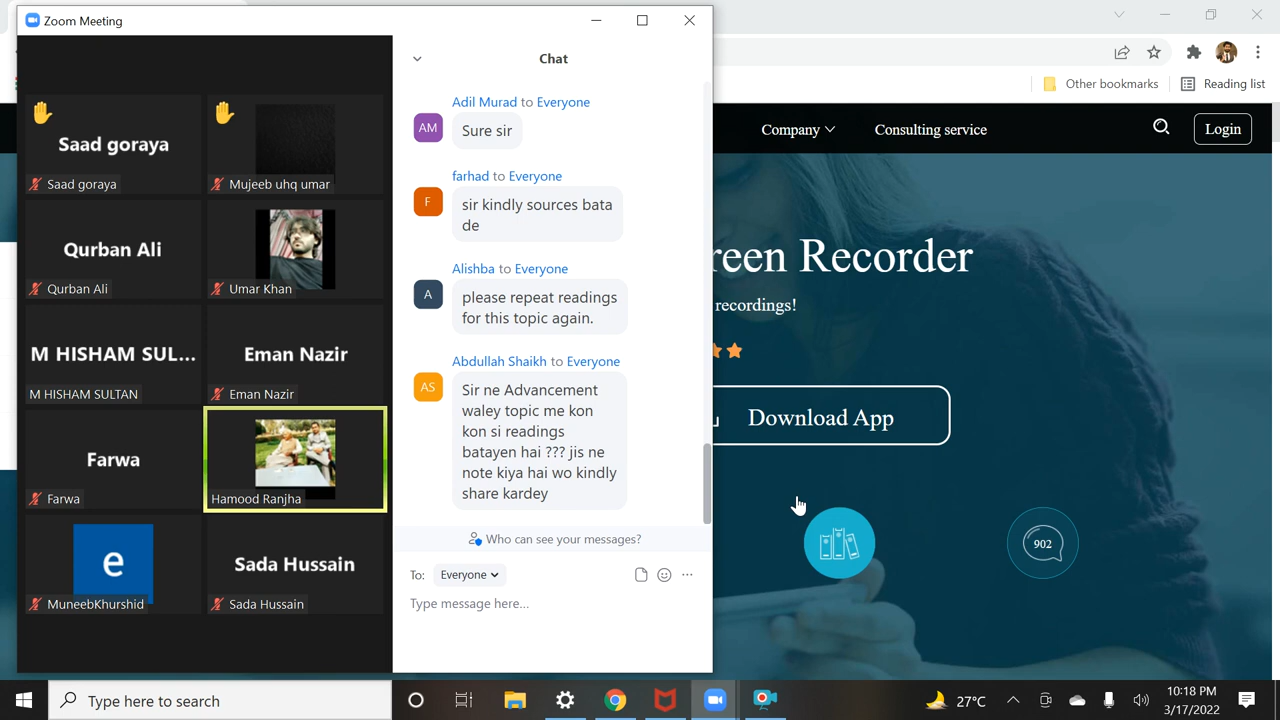 Zoom Meeting
Chat
Saad goraya
Saad goraya
Mujeeb uhq umar
Qurban Ali
Qurban Ali
Umar Khan
M HISHAM SUL...
M HISHAM SULTAN
Eman Nazir
Eman Nazir
Farwa
Farwa
Hamood Ranjha
e
MuneebKhurshid
Sada Hussain
Sada Hussain
Adil Murad to Everyone
AM
Sure sir
farhad to Everyone
F
sir kindly sources bata
de
Alishba to Everyone
A
please repeat readings
for this topic again.
Abdullah Shaikh to Everyone
AS
Sir ne Advancement
waley topic me kon
kon si readings
batayen hai ??? jis ne
note kiya hai wo kindly
share kardey
Who can see your messages?
To: Everyone
Type message here...
Other bookmarks
Reading list
Company
Consulting service
Login
reen Recorder
recordings!
Download App
902
Type here to search
27°C
10:18 PM
3/17/2022